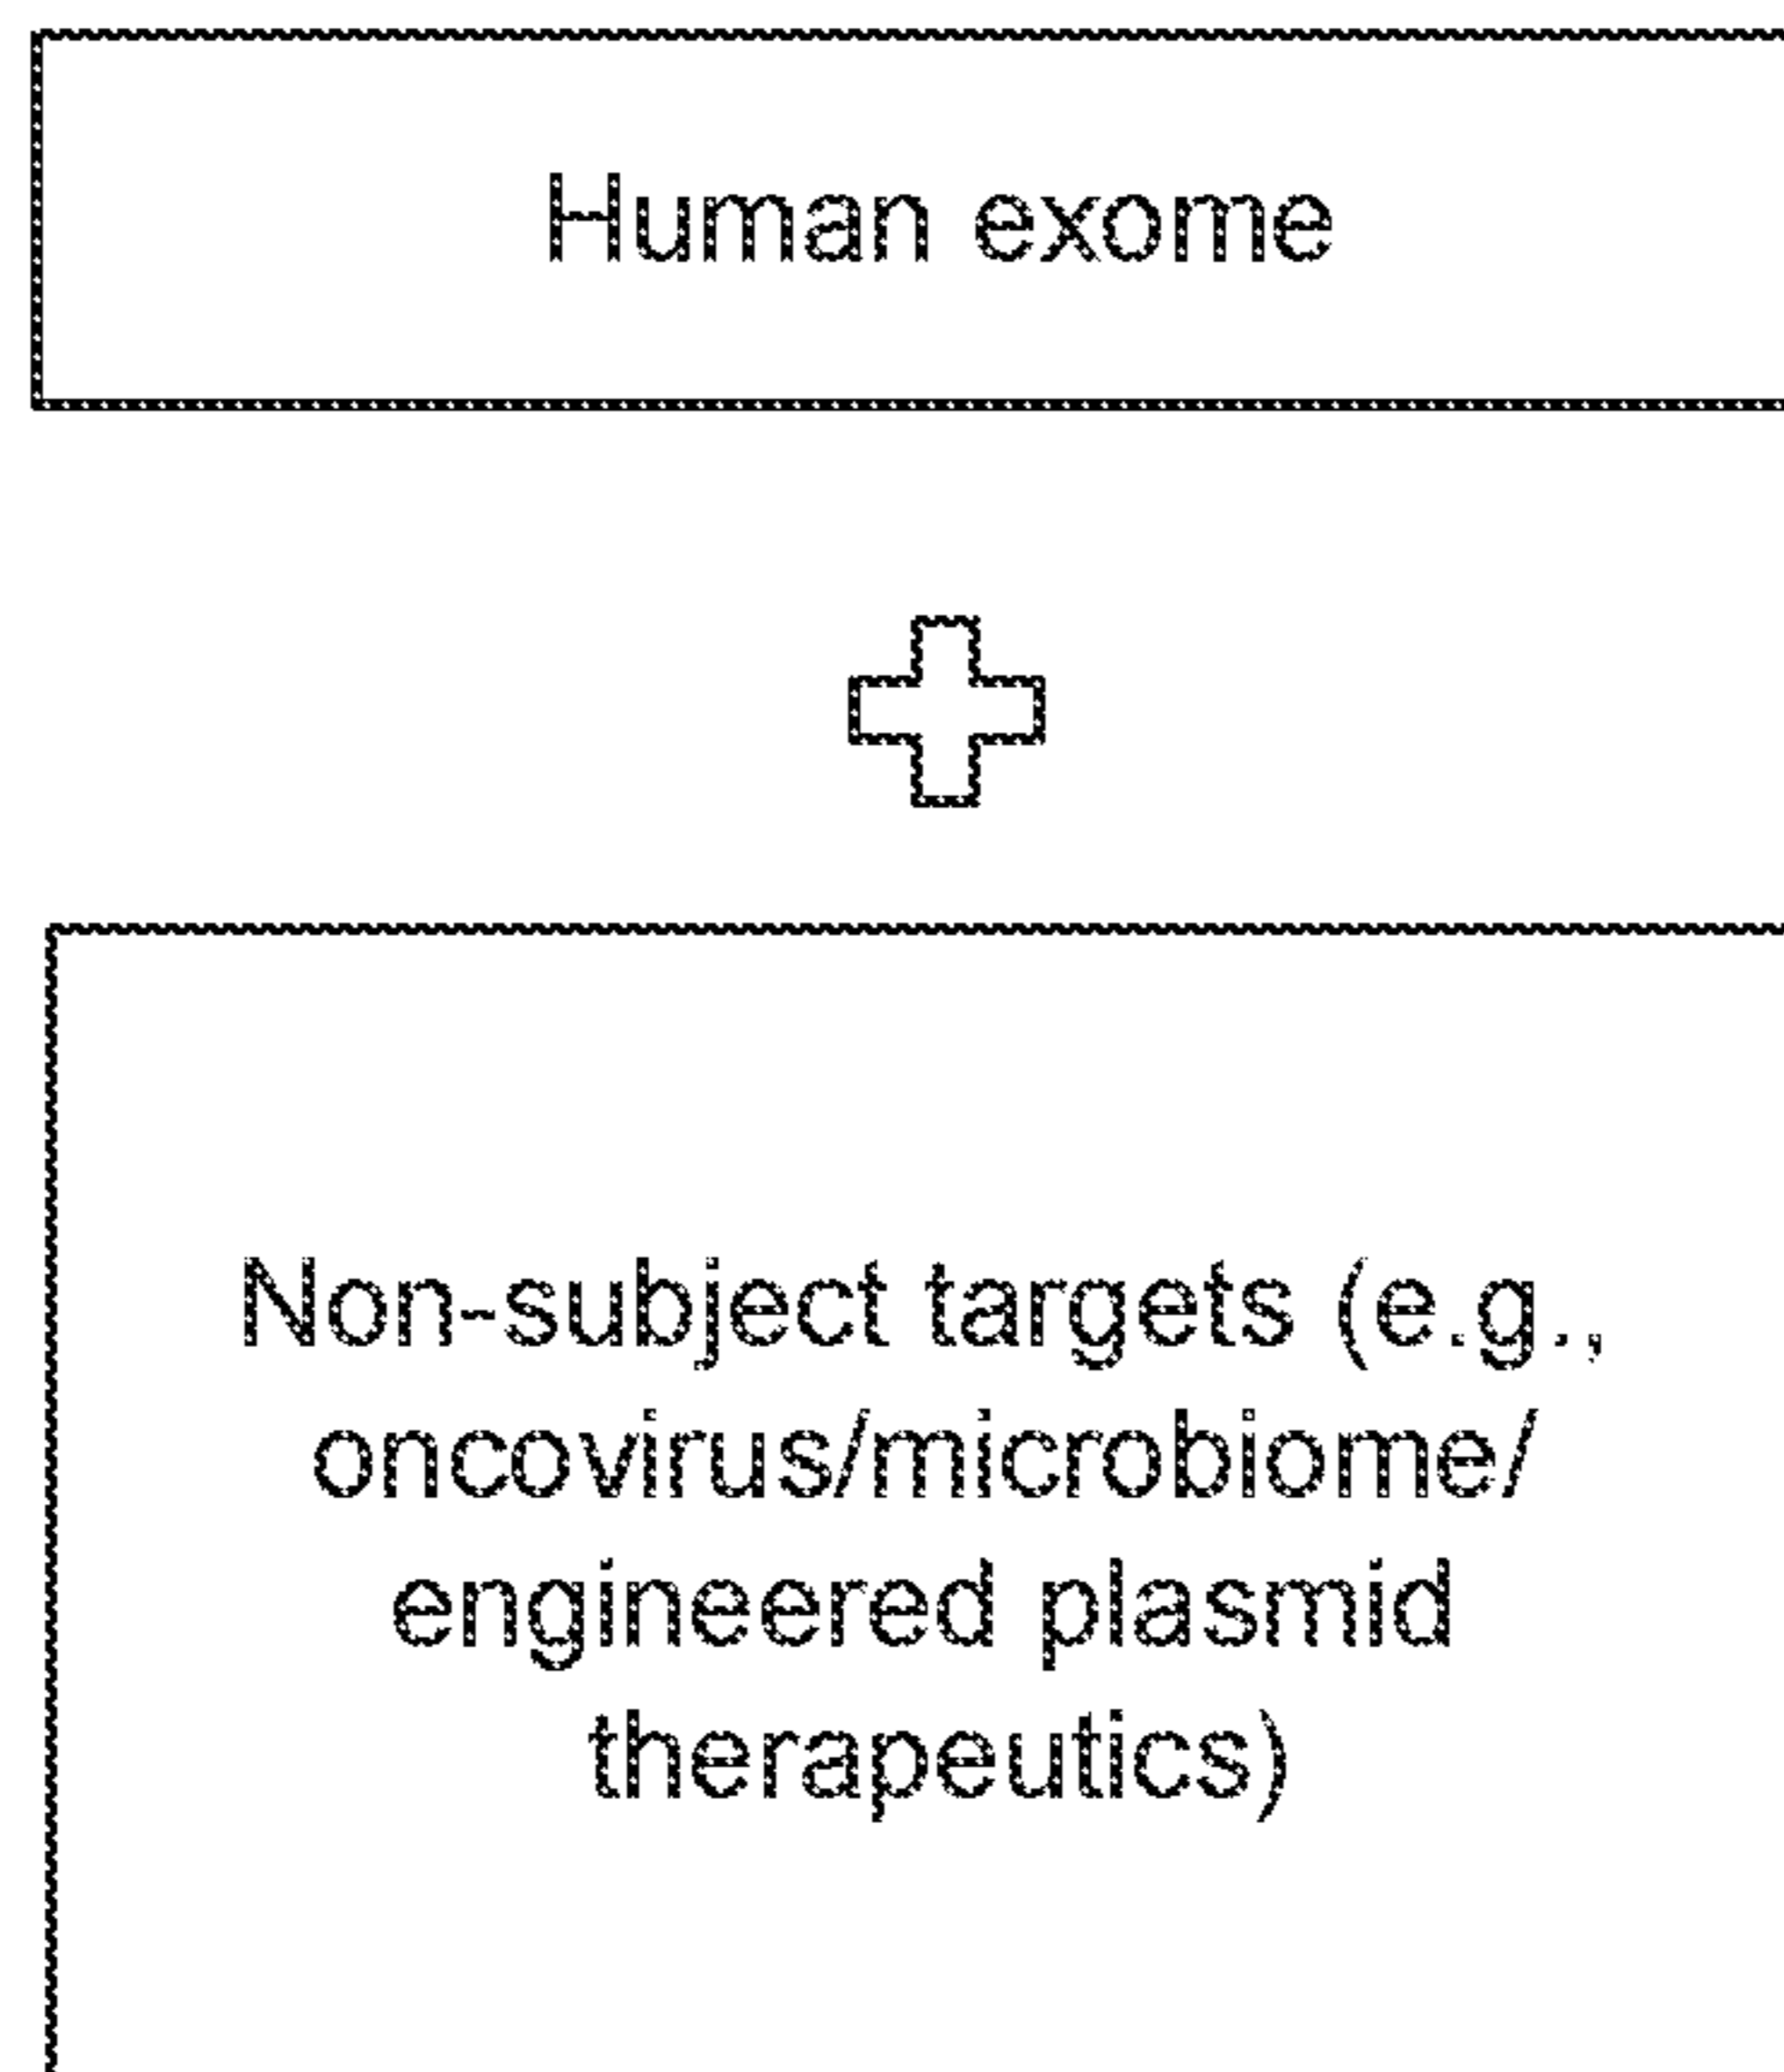 Human exome
Non-subject targets (e.g.,
oncovirus/microbiome/
engineered plasmid
therapeutics)